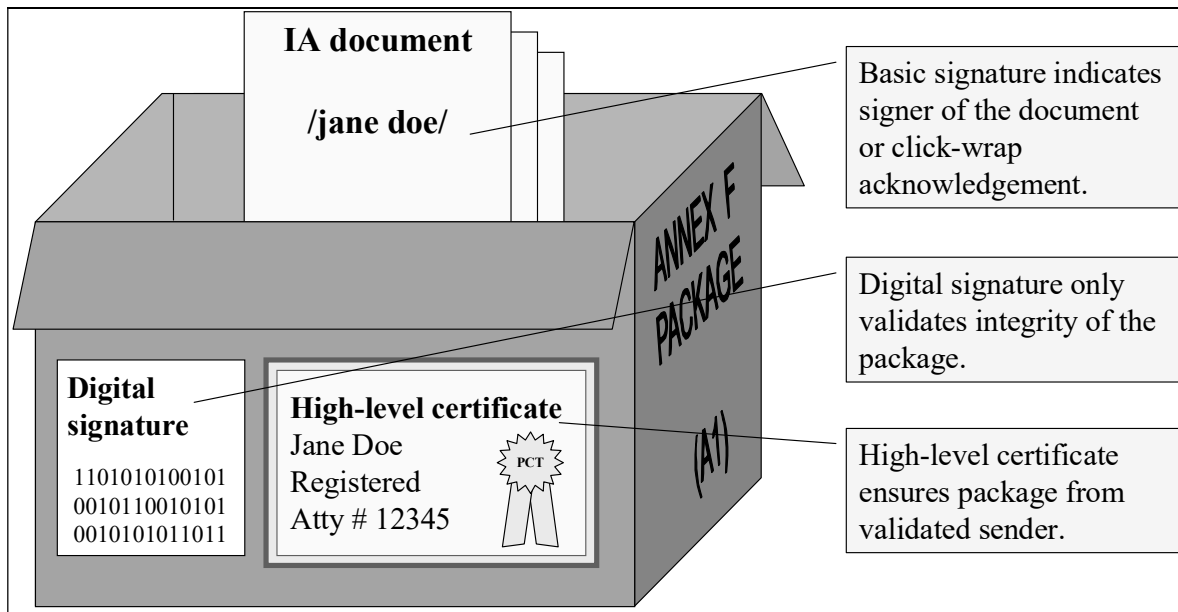 IA document
/jane doe/
Basic signature indicates
signer of the document
or click-wrap
acknowledgement.
ANNEX F
PACKAGE
(A1)
Digital signature only
validates integrity of the
package.
Digital
signature
1101010100101
0010110010101
0010101011011
High-level certificate
Jane Doe
Registered
Atty # 12345
PCT
High-level certificate
ensures package from
validated sender.